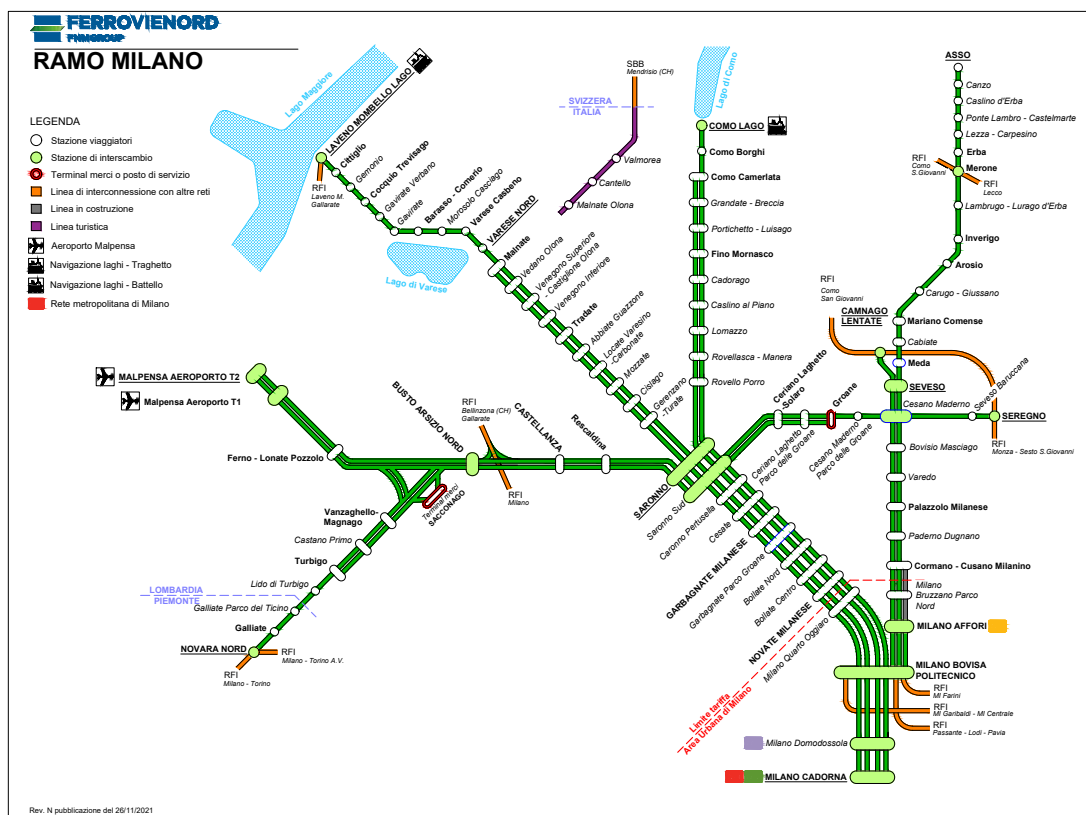 FERROVIENORD
FNMGROUP
RAMO MILANO
LEGENDA
Stazione viaggiatori
Stazione di interscambio
Terminal merci o posto di servizio
Linea di interconnessione con altre reti
Linea in costruzione
Linea turistica
Aeroporto Malpensa
Navigazione laghi - Traghetto
Navigazione laghi - Battello
Rete metropolitana di Milano
Lago Maggiore
LAVENO MOMBELLO LAGO
RFI
Laveno M.
Gallarate
Cittiglio
Gemonio
Cocquio Trevisago
Gavirate Verbano
Gavirate
Barasso - Comerio
Morosolo Casciago
Varese Casbeno
VARESE NORD
Lago di Varese
Malnate
Vedano Olona
Venegono Superiore
- Castiglione Olona
Venegono Inferiore
Tradate
Abbiate Guazzone
Locate Varesino
-Carbonate
Mozzate
Cislago
Gerenzano
-Turate
SBB
Mendrisio (CH)
SVIZZERA
ITALIA
Valmorea
Cantello
Malnate Olona
Lago di Como
COMO LAGO
Como Borghi
Como Camerlata
Grandate - Breccia
Portichetto - Luisago
Fino Mornasco
Cadorago
Caslino al Piano
Lomazzo
Rovellasca - Manera
Rovello Porro
ASSO
Canzo
Caslino d'Erba
Ponte Lambro - Castelmarte
Lezza - Carpesino
Erba
Merone
RFI
Como
S.Giovanni
RFI
Lecco
Lambrugo - Lurago d'Erba
Inverigo
Arosio
Carugo - Giussano
RFI
Como
San Giovanni
CAMNAGO
LENTATE
Mariano Comense
Cabiate
Meda
SEVESO
Cesano Maderno
Seveso Baruccana
SEREGNO
RFI
Monza - Sesto S.Giovanni
Ceriano Laghetto
Solaro
Groane
Ceriano Laghetto
Parco delle Groane
Cesano Maderno
Parco delle Groane
Bovisio Masciago
Varedo
Palazzolo Milanese
Paderno Dugnano
Cormano - Cusano Milanino
Milano
Bruzzano Parco
Nord
MILANO AFFORI
MILANO BOVISA
POLITECNICO
RFI
MI Farini
RFI
MI Garibaldi - MI Centrale
RFI
Passante - Lodi - Pavia
Milano Domodossola
MILANO CADORNA
MALPENSA AEROPORTO T2
Malpensa Aeroporto T1
Ferno - Lonate Pozzolo
BUSTO ARSIZIO NORD
RFI
Bellinzona (CH)
Gallarate
RFI
Milano
CASTELLANZA
Rescaldina
SARONNO
Saronno Sud
Caronno Pertusella
Cesate
GARBAGNATE MILANESE
Garbagnate Parco Groane
Bollate Nord
Bollate Centro
NOVATE MILANESE
Milano Quarto Oggiaro
Limite tariffa
Area Urbana di Milano
Terminal merci
SACCONAGO
Vanzaghello-
Magnago
Castano Primo
Turbigo
Lido di Turbigo
LOMBARDIA
PIEMONTE
Galliate Parco del Ticino
Galliate
NOVARA NORD
RFI
Milano - Torino A.V.
RFI
Milano - Torino
Rev. N pubblicazione del 26/11/2021